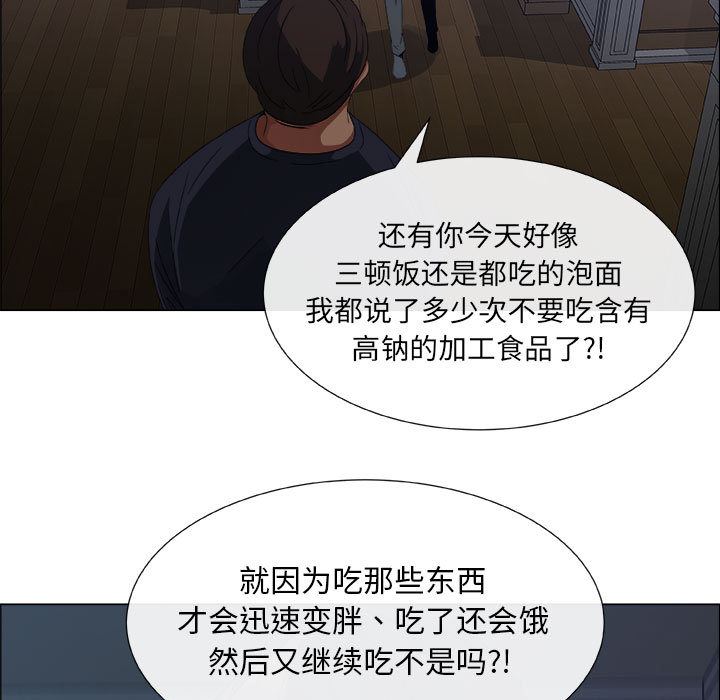 还有你今天好像
三顿饭还是都吃的泡面
我都说了多少次不要吃含有
高钠的加工食品了?!
就因为吃那些东西
才会迅速变胖、吃了还会饿
然后又继续吃不是吗?!